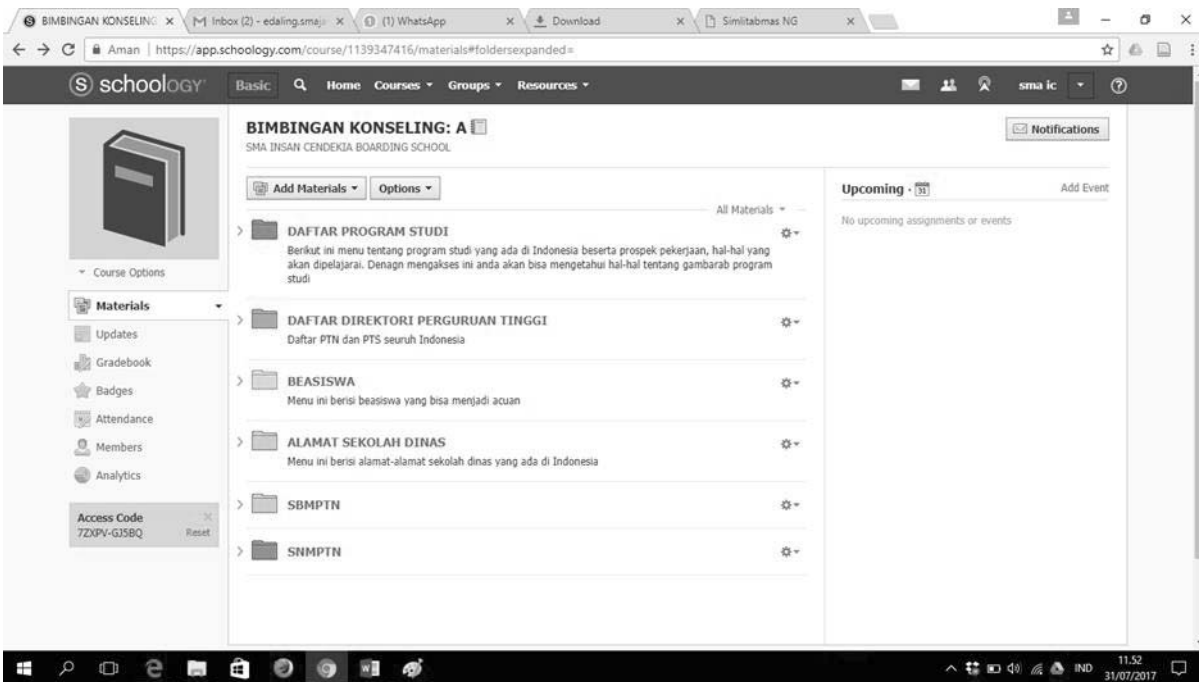 BIMBINGAN KONSELING
Inbox (2) - edaling.smaje
(1) WhatsApp
Download
Simlitabmas NG
Aman | https://app.schoology.com/course/1139347416/materials#foldersexpanded=
S schoology Basic Home Courses Groups Resources sma ic
BIMBINGAN KONSELING: A
SMA INSAN CENDEKIA BOARDING SCHOOL
Notifications
Add Materials Options
All Materials
Upcoming · 31 Add Event
No upcoming assignments or events
Course Options
Materials
Updates
Gradebook
Badges
Attendance
Members
Analytics
Access Code
7ZXPV-GJ5BQ Reset
DAFTAR PROGRAM STUDI
Berikut ini menu tentang program studi yang ada di Indonesia beserta prospek pekerjaan, hal-hal yang
akan dipelajarai. Denagn mengakses ini anda akan bisa mengetahui hal-hal tentang gambarab program
studi
DAFTAR DIREKTORI PERGURUAN TINGGI
Daftar PTN dan PTS seuruh Indonesia
BEASISWA
Menu ini berisi beasiswa yang bisa menjadi acuan
ALAMAT SEKOLAH DINAS
Menu ini berisi alamat-alamat sekolah dinas yang ada di Indonesia
SBMPTN
SNMPTN
IND
11.52
31/07/2017